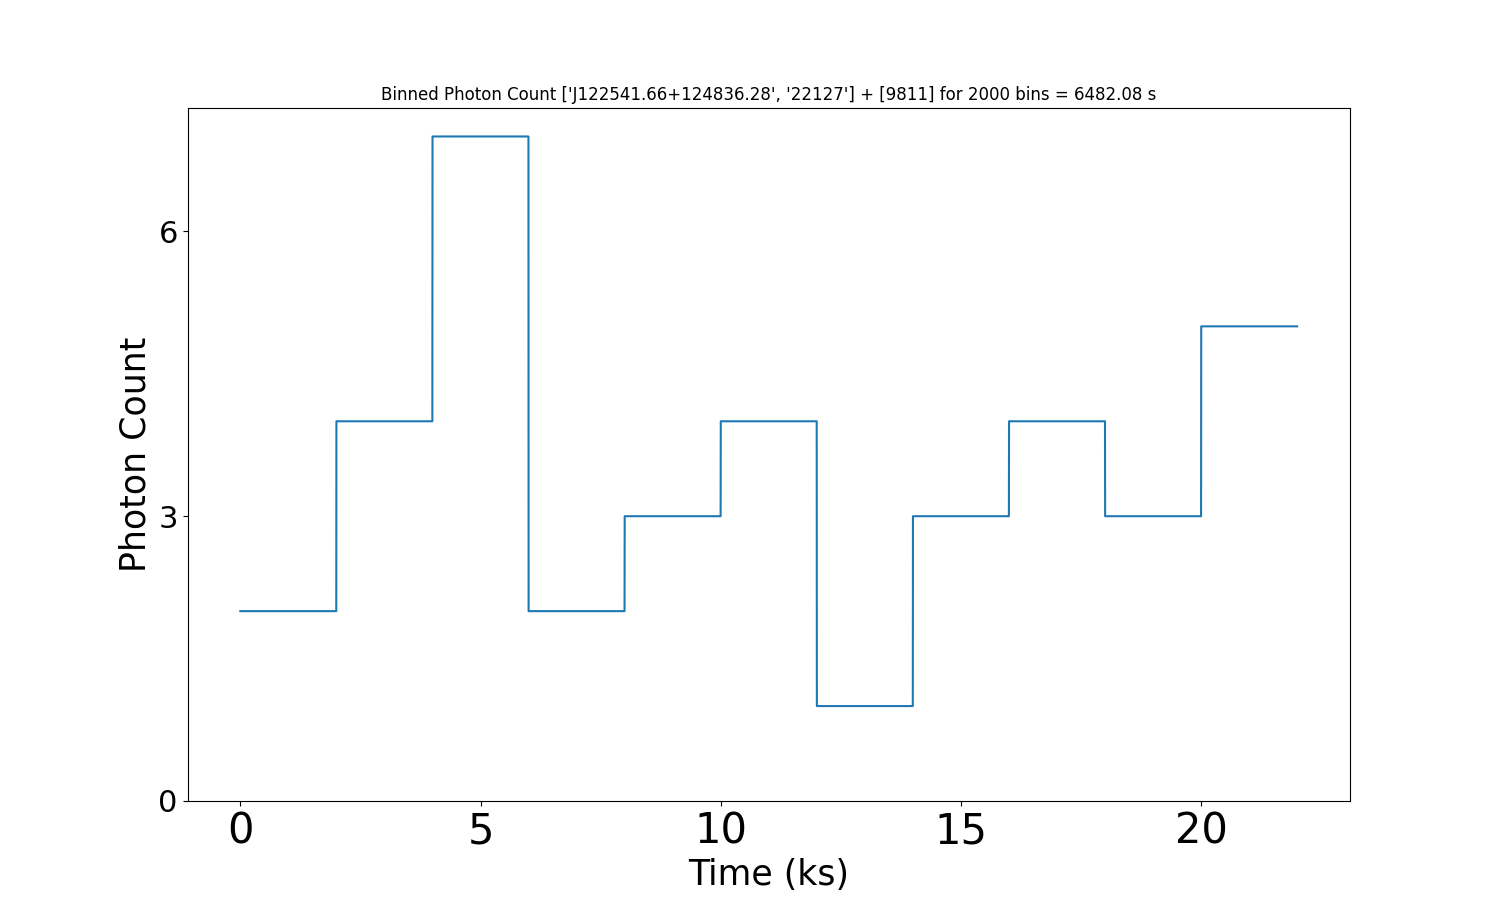 Binned Photon Count ['J122541.66+124836.28', '22127'] + [9811] for 2000 bins = 6482.08 s
6
3
0
Photon Count
0 5 10 15 20
Time (ks)